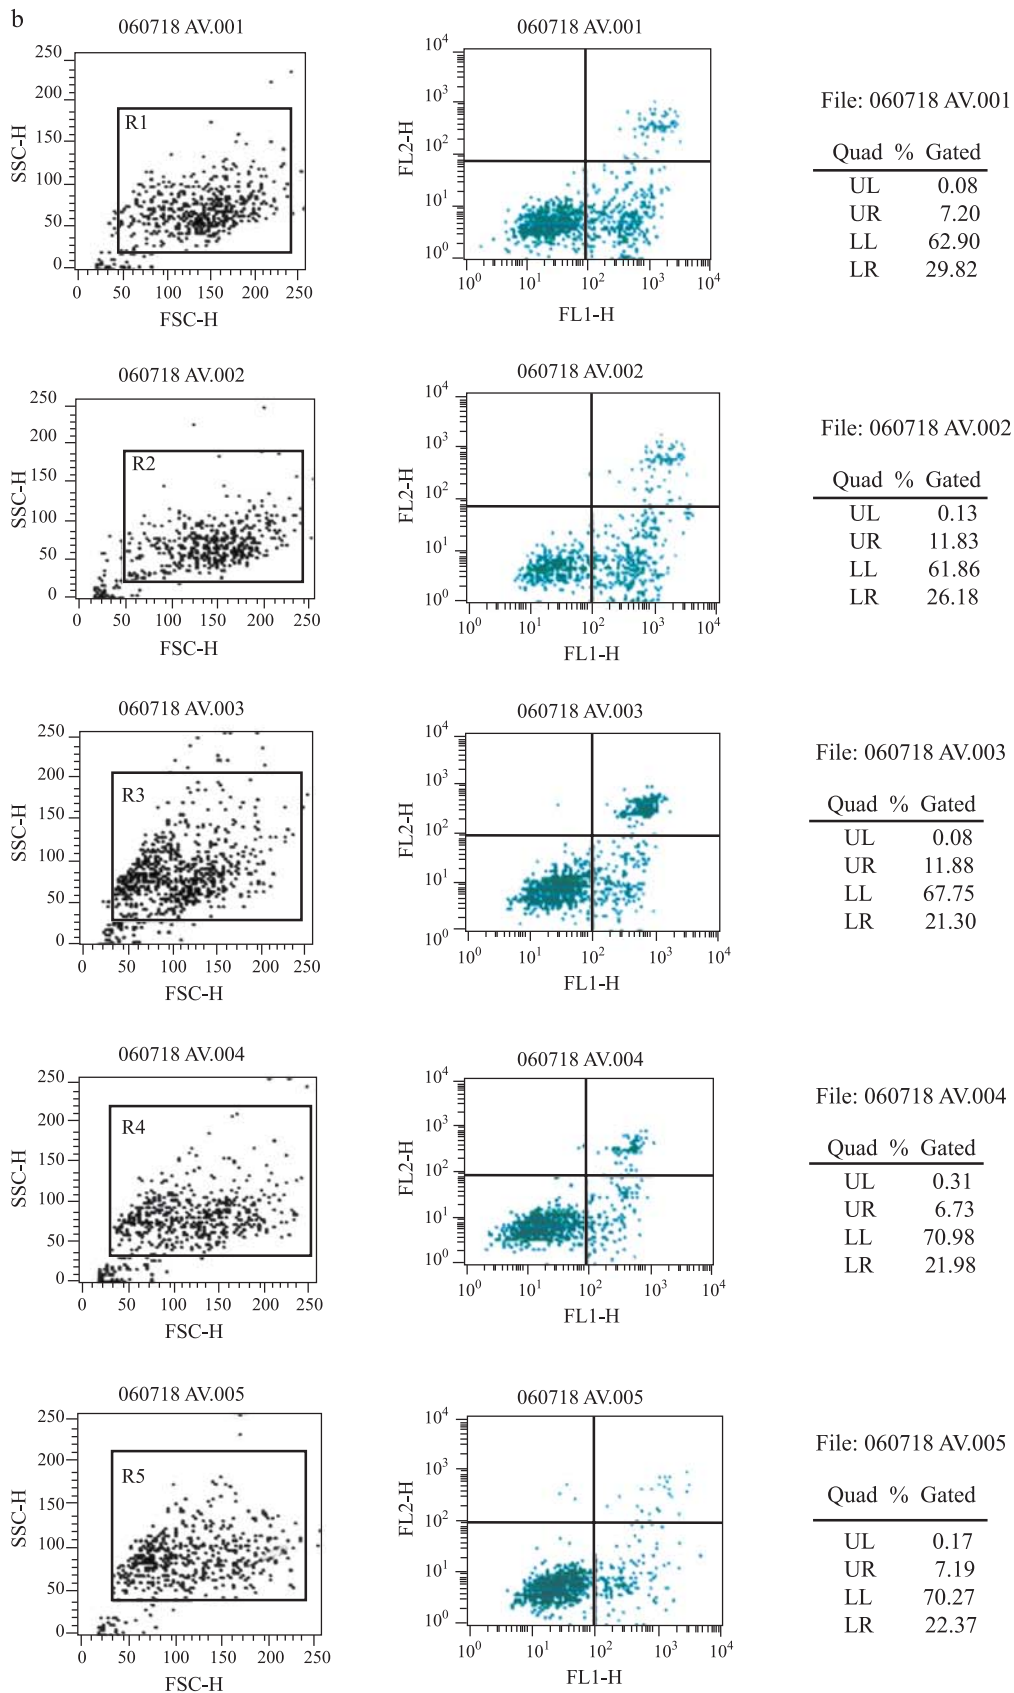 b
060718 AV.001
250
200
150
100
50
0
SSC-H
R1
0 50 100 150 200 250
FSC-H
060718 AV.001
10^4
10^3
10^2
10^1
10^0
FL2-H
10^0 10^1 10^2 10^3 10^4
FL1-H
File: 060718 AV.001
Quad % Gated
UL 0.08
UR 7.20
LL 62.90
LR 29.82
060718 AV.002
250
200
150
100
50
0
SSC-H
R2
0 50 100 150 200 250
FSC-H
060718 AV.002
10^4
10^3
10^2
10^1
10^0
FL2-H
10^0 10^1 10^2 10^3 10^4
FL1-H
File: 060718 AV.002
Quad % Gated
UL 0.13
UR 11.83
LL 61.86
LR 26.18
060718 AV.003
250
200
150
100
50
0
SSC-H
R3
0 50 100 150 200 250
FSC-H
060718 AV.003
10^4
10^3
10^2
10^1
10^0
FL2-H
10^0 10^1 10^2 10^3 10^4
FL1-H
File: 060718 AV.003
Quad % Gated
UL 0.08
UR 11.88
LL 67.75
LR 21.30
060718 AV.004
250
200
150
100
50
0
SSC-H
R4
0 50 100 150 200 250
FSC-H
060718 AV.004
10^4
10^3
10^2
10^1
10^0
FL2-H
10^0 10^1 10^2 10^3 10^4
FL1-H
File: 060718 AV.004
Quad % Gated
UL 0.31
UR 6.73
LL 70.98
LR 21.98
060718 AV.005
250
200
150
100
50
0
SSC-H
R5
0 50 100 150 200 250
FSC-H
060718 AV.005
10^4
10^3
10^2
10^1
10^0
FL2-H
10^0 10^1 10^2 10^3 10^4
FL1-H
File: 060718 AV.005
Quad % Gated
UL 0.17
UR 7.19
LL 70.27
LR 22.37